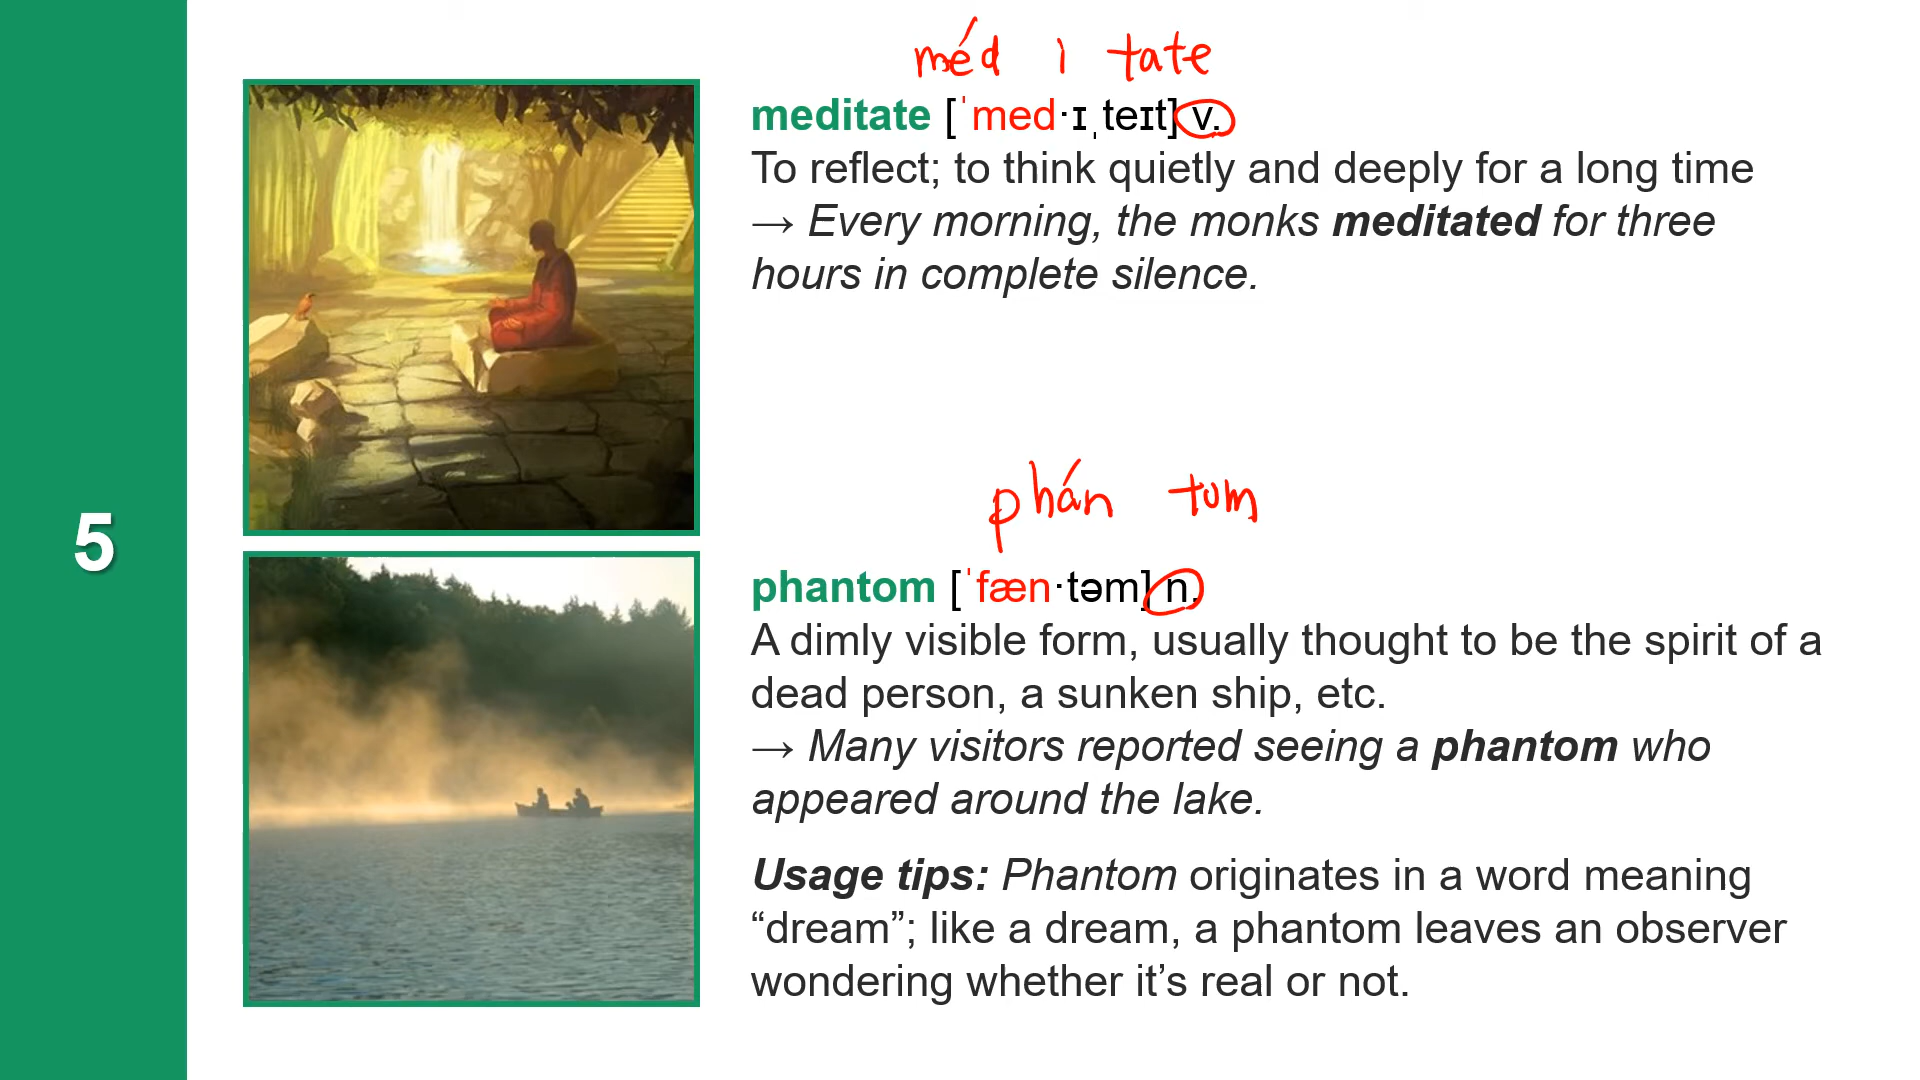 méd i tate
meditate [ˈmed·ɪˌteɪt] v.
To reflect; to think quietly and deeply for a long time
→ Every morning, the monks meditated for three
hours in complete silence.
5
phán tom
phantom [ˈfæn·təm] n.
A dimly visible form, usually thought to be the spirit of a
dead person, a sunken ship, etc.
→ Many visitors reported seeing a phantom who
appeared around the lake.
Usage tips: Phantom originates in a word meaning
“dream”; like a dream, a phantom leaves an observer
wondering whether it’s real or not.